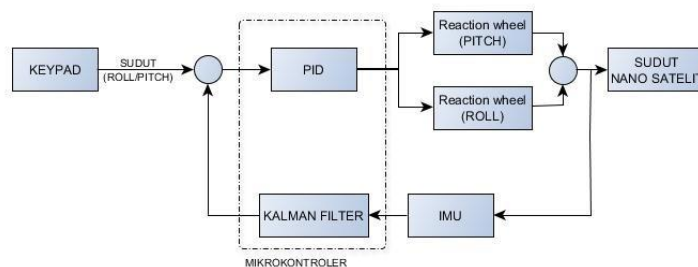 KEYPAD
SUDUT
(ROLL/PITCH)
PID
Reaction wheel
(PITCH)
Reaction wheel
(ROLL)
SUDUT
NANO SATELIT
KALMAN FILTER
IMU
MIKROKONTROLER